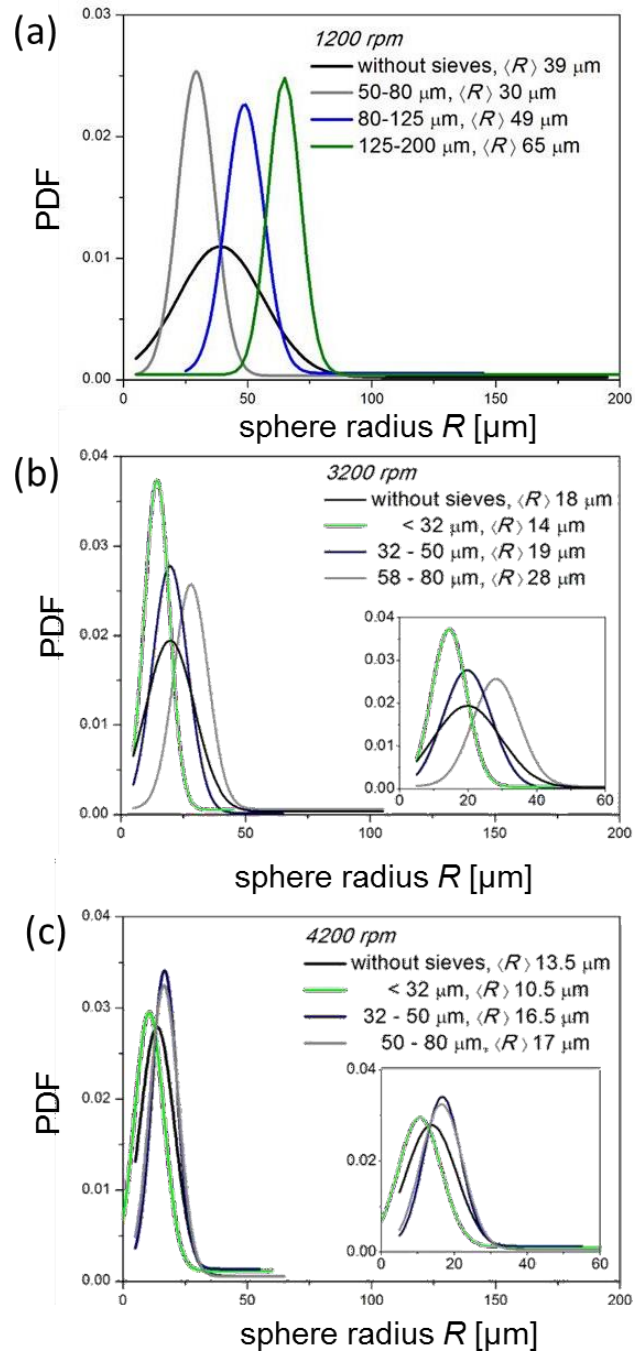 (a)
0.03
1200 rpm
without sieves, ⟨R⟩ 39 μm
50-80 μm, ⟨R⟩ 30 μm
80-125 μm, ⟨R⟩ 49 μm
125-200 μm, ⟨R⟩ 65 μm
0.02
PDF
0.01
0.00
0 50 100 150 200
sphere radius R [μm]
(b)
0.04
3200 rpm
without sieves, ⟨R⟩ 18 μm
< 32 μm, ⟨R⟩ 14 μm
32 - 50 μm, ⟨R⟩ 19 μm
58 - 80 μm, ⟨R⟩ 28 μm
0.03
PDF
0.02
0.01
0.00
0.04
0.03
0.02
0.01
0.00
20 40 60
0 50 100 150 200
sphere radius R [μm]
(c)
0.04
4200 rpm
without sieves, ⟨R⟩ 13.5 μm
< 32 μm, ⟨R⟩ 10.5 μm
32 - 50 μm, ⟨R⟩ 16.5 μm
50 - 80 μm, ⟨R⟩ 17 μm
0.03
PDF
0.02
0.01
0.00
0.04
0.02
0.00
0 20 40 60
0 50 100 150 200
sphere radius R [μm]